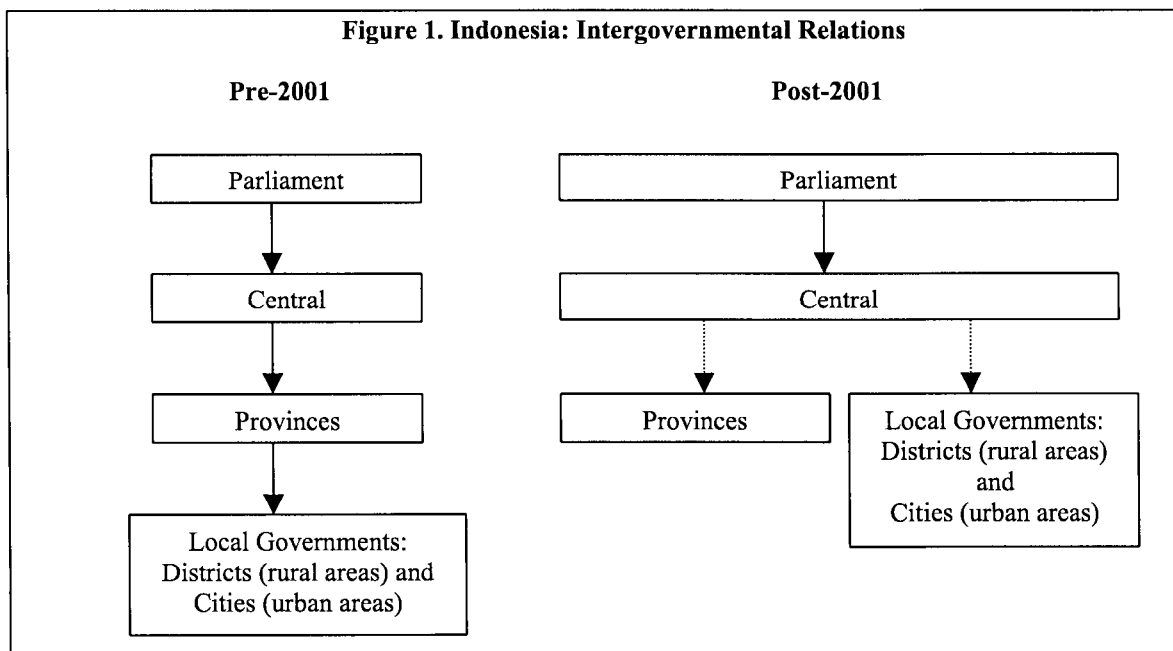 Figure 1. Indonesia: Intergovernmental Relations
Pre-2001
Parliament
Central
Provinces
Local Governments:
Districts (rural areas) and
Cities (urban areas)
Post-2001
Parliament
Central
Provinces
Local Governments:
Districts (rural areas)
and
Cities (urban areas)